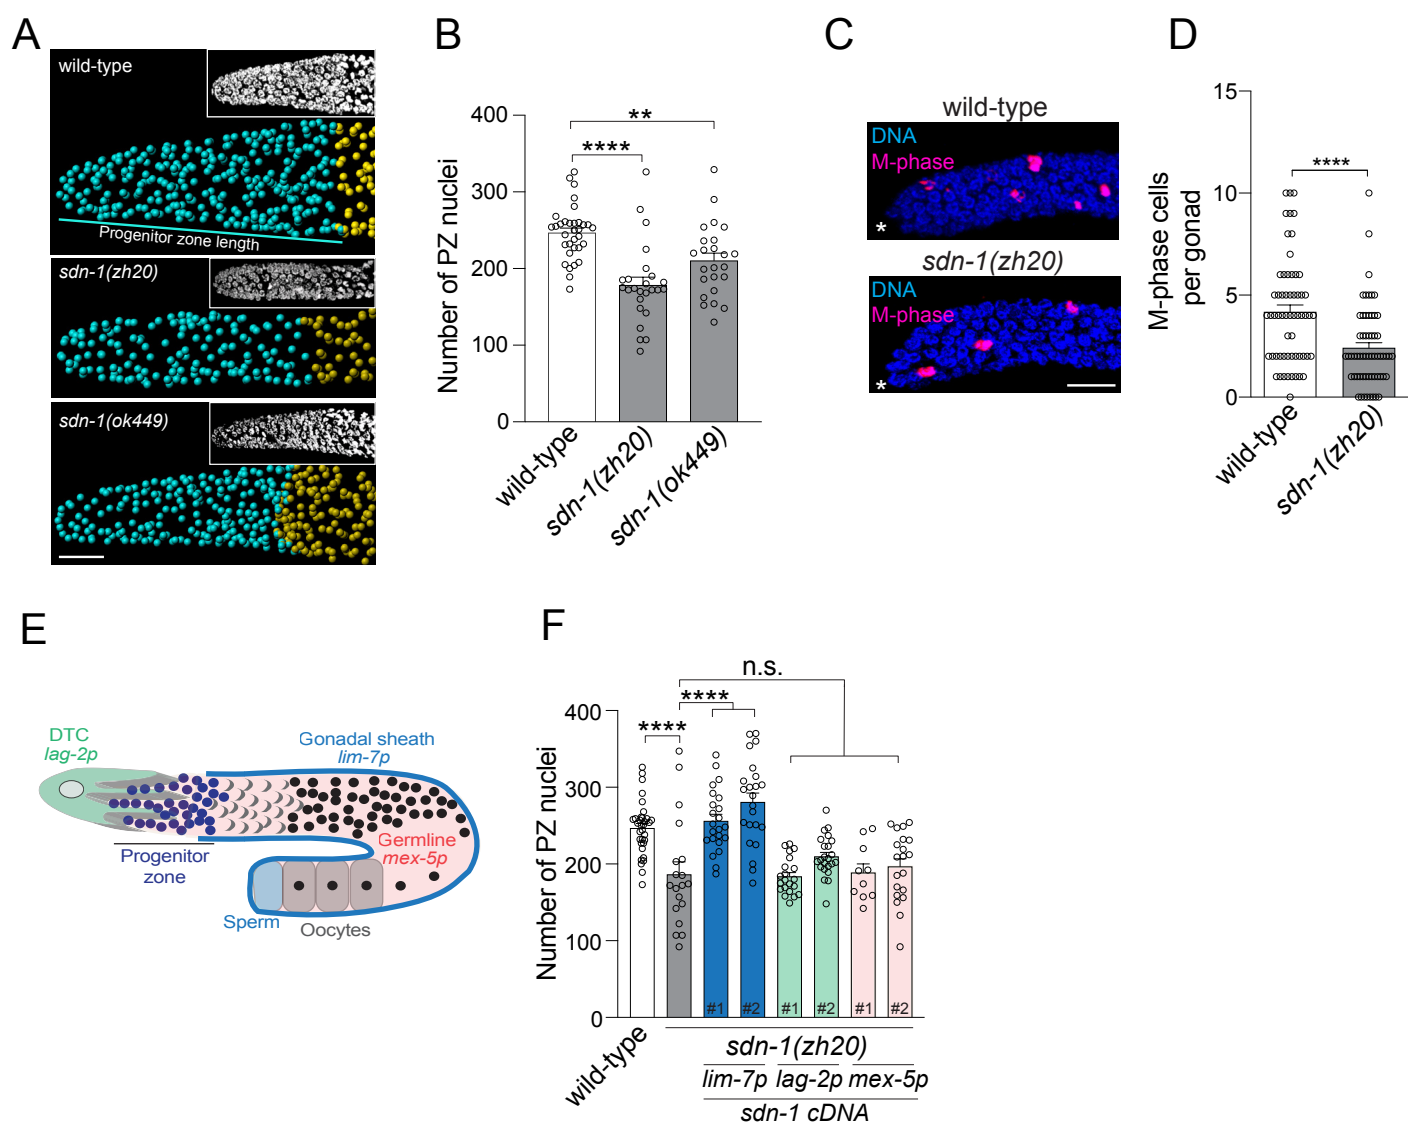 A
wild-type
Progenitor zone length
sdn-1(zh20)
sdn-1(ok449)
B
Number of PZ nuclei
400
300
200
100
0
**
****
wild-type
sdn-1(zh20)
sdn-1(ok449)
C
wild-type
DNA
M-phase
*
sdn-1(zh20)
DNA
M-phase
*
D
M-phase cells
per gonad
15
10
5
0
****
wild-type
sdn-1(zh20)
E
DTC
lag-2p
Gonadal sheath
lim-7p
Germline
mex-5p
Progenitor
zone
Sperm
Oocytes
F
Number of PZ nuclei
400
300
200
100
0
n.s.
****
****
#1 #2 #1 #2 #1 #2
wild-type
sdn-1(zh20)
lim-7p lag-2p mex-5p
sdn-1 cDNA